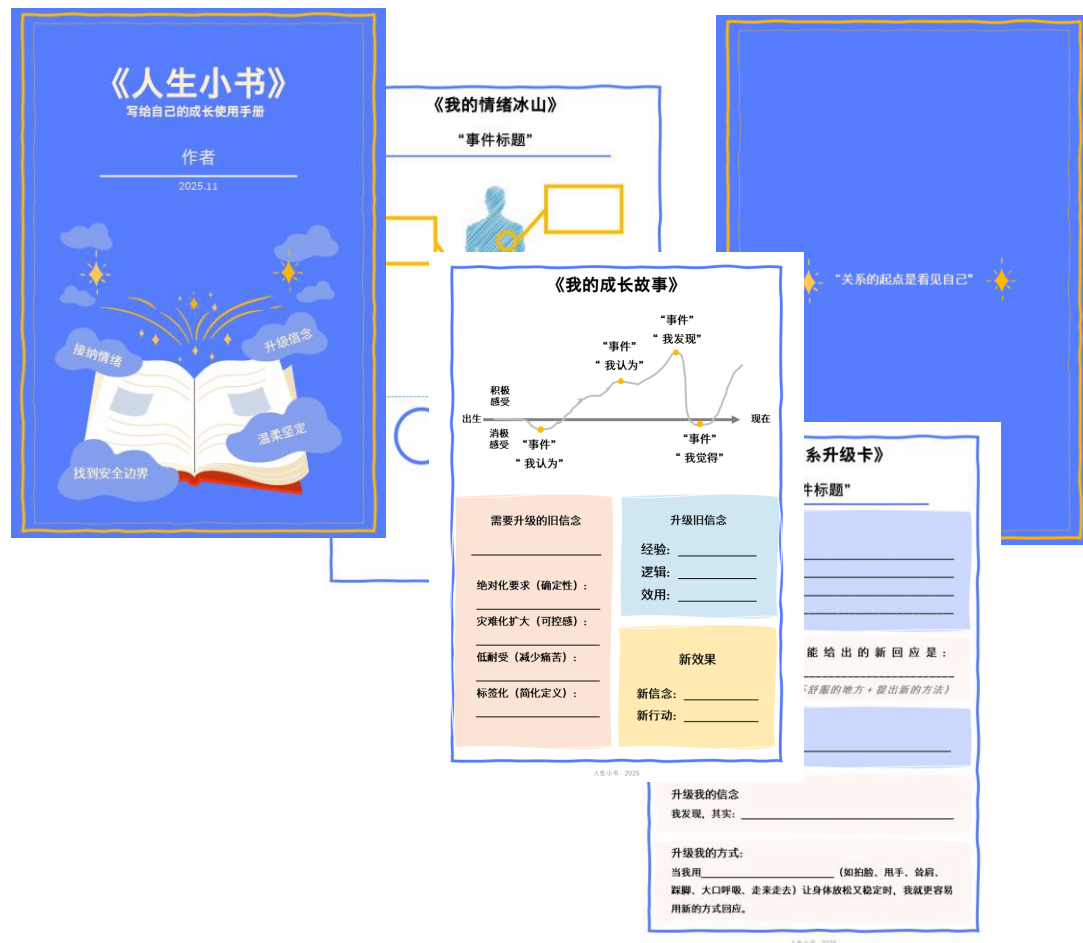 《人生小书》
写给自己的成长使用手册
作者
2025.11
接纳情绪
升级信念
温柔坚定
找到安全边界
《我的情绪冰山》
“事件标题”
“关系的起点是看见自己”
《我的成长故事》
“事件”
“ 我发现”
“事件”
“ 我认为”
积极
感受
出生
现在
消极
感受
“事件”
“ 我认为”
“事件”
“ 我觉得”
需要升级的旧信念
绝对化要求（确定性）：
灾难化扩大（可控感）：
低耐受（减少痛苦）：
标签化（简化定义）：
升级旧信念
经验:
逻辑:
效用:
新效果
新信念:
新行动:
人生小书 · 2025
系升级卡》
件标题”
能给出的新回应是：
舒服的地方 + 提出新的方法）
升级我的信念
我发现，其实:
升级我的方式:
当我用 （如拍脸、甩手、耸肩、
跺脚、大口呼吸、走来走去）让身体放松又稳定时，我就更容易
用新的方式回应。